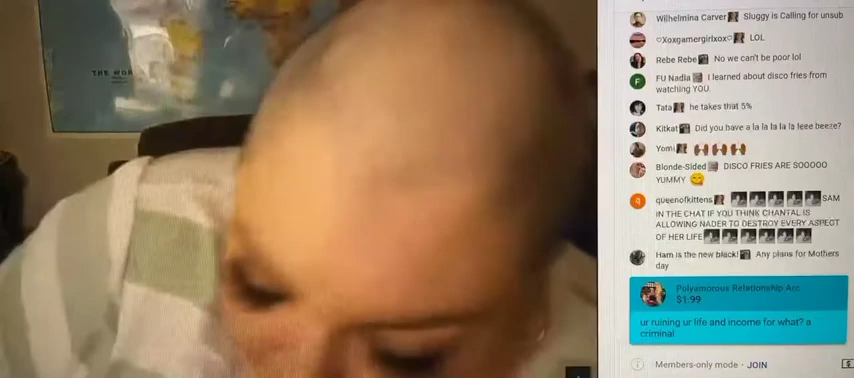 THE WOR
Wilhelmina Carver Sluggy is Calling for unsub
♡Xoxgamergirlxox♡ LOL
Rebe Rebe No we can't be poor lol
F FU Nadia I learned about disco fries from
watching YOU.
Tata he takes that 5%
Kitkat Did you have a la la la la la leee beeze?
Yomi
Blonde-Sided DISCO FRIES ARE SOOOOO
YUMMY
q queenofkittens SAM
IN THE CHAT IF YOU THINK CHANTAL IS
ALLOWING NADER TO DESTROY EVERY ASPECT
OF HER LIFE
Ham is the new black! Any plans for Mothers
day
Polyamorous Relationship Arc
$1.99
ur ruining ur life and income for what? a
criminal
Members-only mode · JOIN